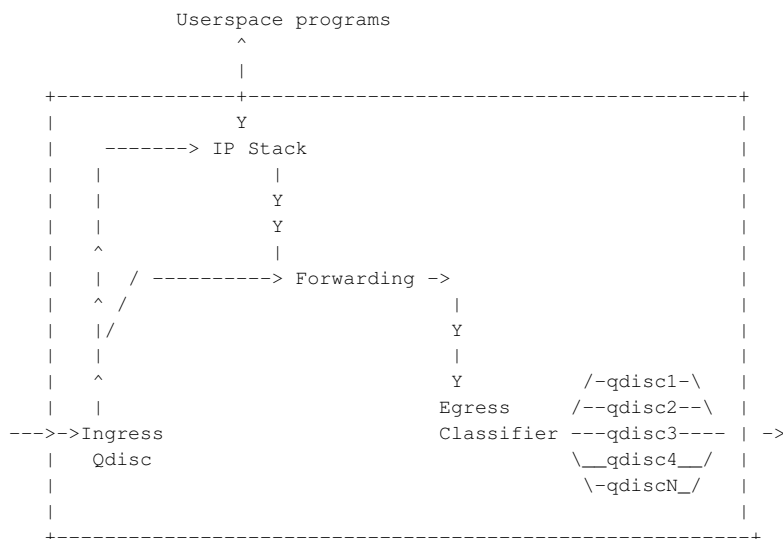 Userspace programs
^
|
+---------------+-----------------------------------------+
| Y |
| -------> IP Stack |
| | | |
| | Y |
| | Y |
| ^ | |
| | / ----------> Forwarding -> |
| ^ / | |
| |/ Y |
| | | |
| ^ Y /-qdisc1-\ |
| | Egress /--qdisc2--\ |
--->->Ingress Classifier ---qdisc3---- | ->
| Qdisc \__qdisc4__/ |
| \-qdiscN_/ |
| |
+----------------------------------------------------------+